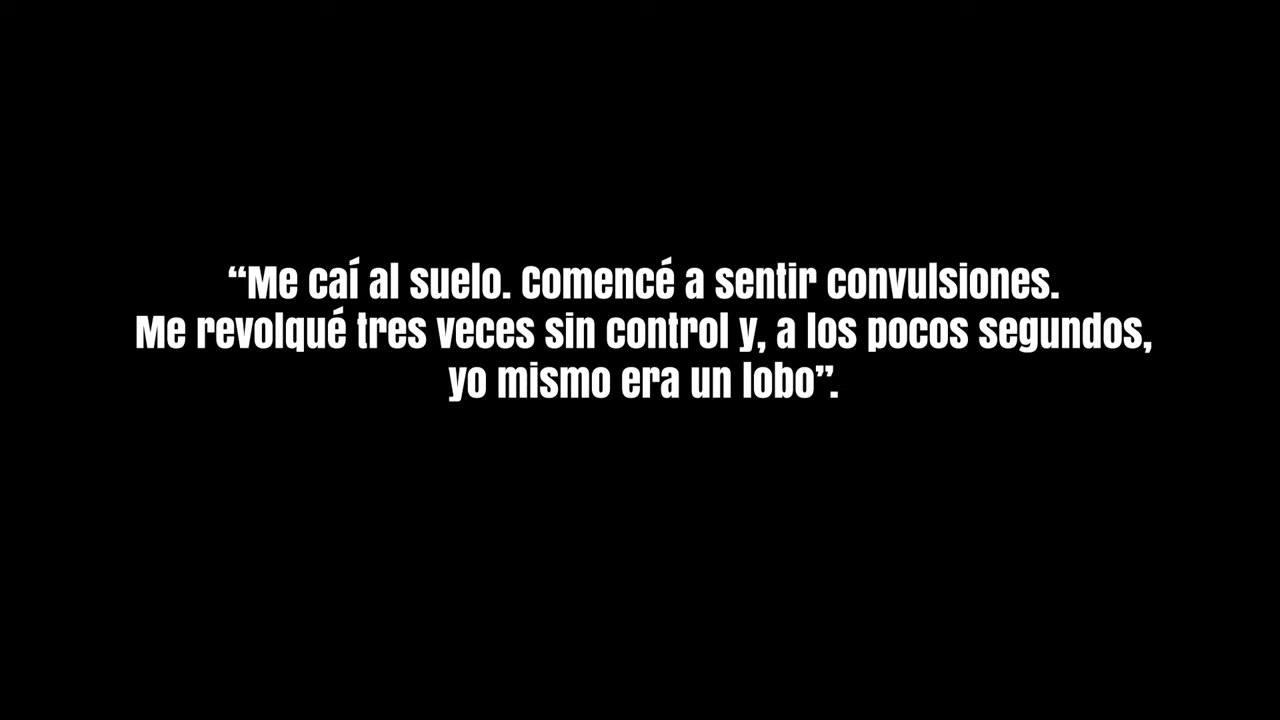 “Me caí al suelo. Comencé a sentir convulsiones.
Me revolqué tres veces sin control y, a los pocos segundos,
yo mismo era un lobo”.